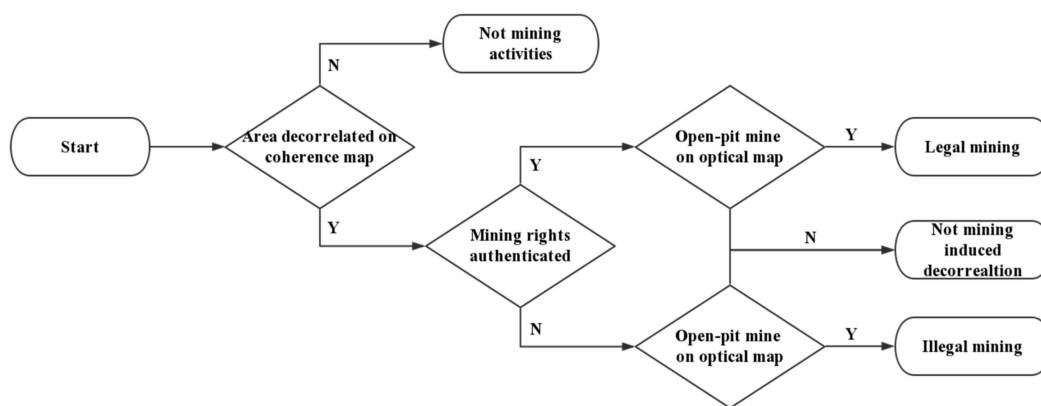 Not mining
activities
N
Start
Area decorrelated on
coherence map
Y
Mining rights
authenticated
Y
Open-pit mine
on optical map
Y
Legal mining
N
Not mining
induced
decorrealtion
N
Open-pit mine
on optical map
Y
Illegal mining